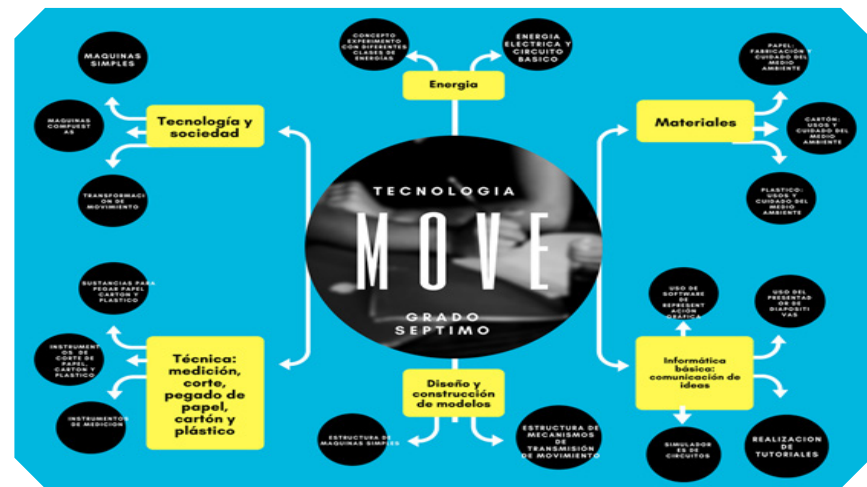 MAQUINAS
SIMPLES
MAQUINAS
COMPUEST
AS
TRANSFORMACI
ON DE
MOVIMIENTO
Tecnología y
sociedad
CONCEPTO
EXPERIMENTO
CON DIFERENTES
CLASES DE
ENERGÍAS
ENERGIA
ELECTRICA Y
CIRCUITO
BASICO
Energia
PAPEL:
FABRICACIÓN Y
CUIDADO DEL
MEDIO
AMBIENTE
CARTÓN:
USOS Y
CUIDADO DEL
MEDIO
AMBIENTE
PLASTICO:
USOS Y
CUIDADO DEL
MEDIO
AMBIENTE
Materiales
TECNOLOGIA
MOVE
GRADO
SEPTIMO
SUSTANCIAS PARA
PEGAR PAPEL
CARTON Y
PLASTICO
INSTRUMENT
OS DE
CORTE DE
PAPEL,
CARTON Y
PLASTICO
INSTRUMENTOS
DE MEDICION
Técnica:
medición,
corte,
pegado de
papel,
cartón y
plástico
Diseño y
construcción
de modelos
ESTRUCTURA DE
MAQUINAS SIMPLES
ESTRUCTURA DE
MECANISMOS
DE
TRANSMISIÓN
DE MOVIMIENTO
USO DE
SOFTWARE
DE
REPRESENT
ACIÓN
GRÁFICA
USO DEL
PRESENTAD
OR DE
DIAPOSITI
VAS
Informática
básica:
comunicación de
ideas
SIMULADOR
ES DE
CIRCUITOS
REALIZACION
DE
TUTORIALES